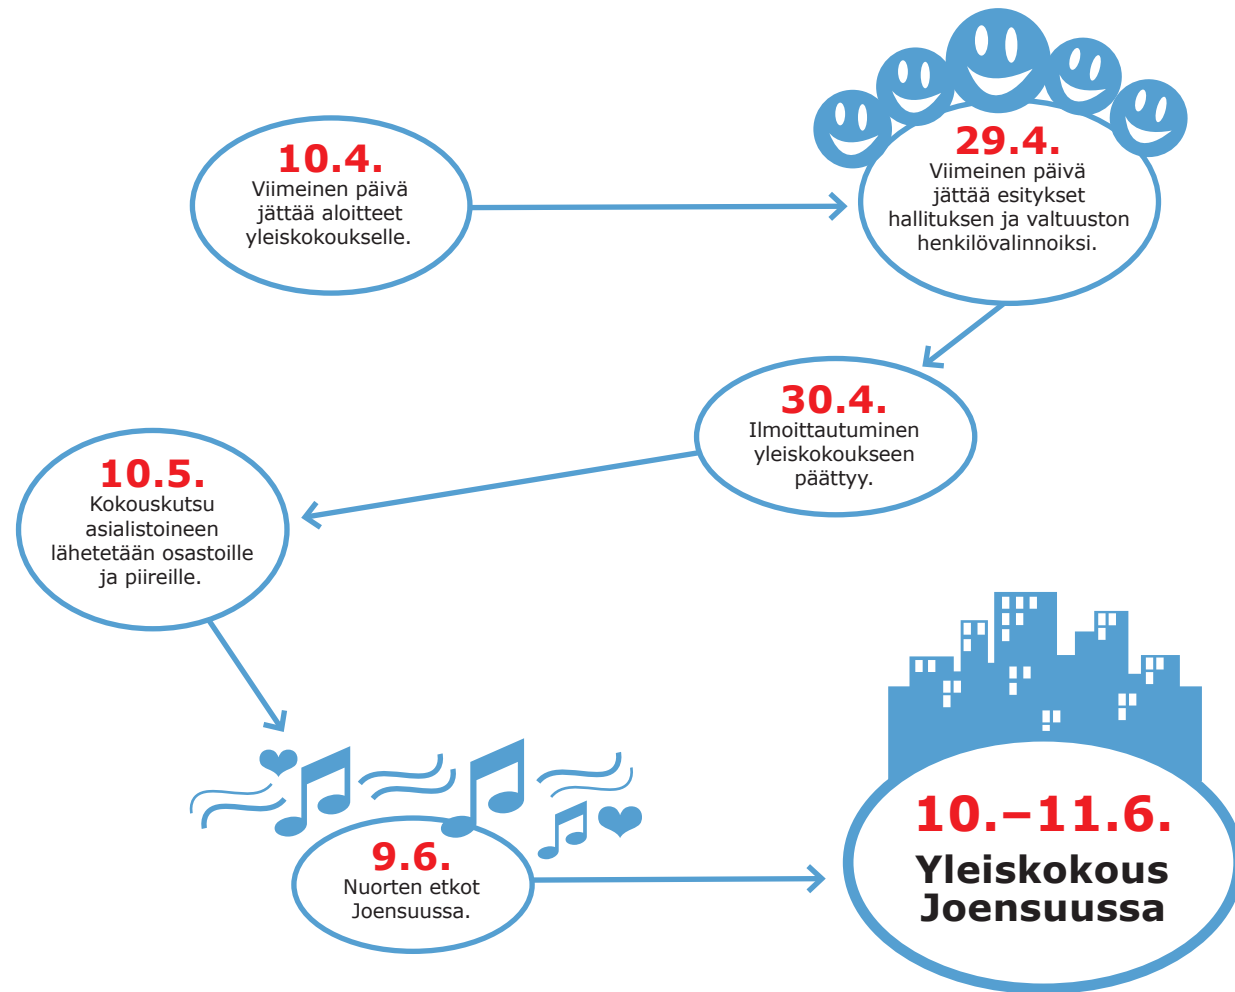 10.4.
Viimeinen päivä
jättää aloitteet
yleiskokoukselle.
29.4.
Viimeinen päivä
jättää esitykset
hallituksen ja valtuuston
henkilövalinnoiksi.
30.4.
Ilmoittautuminen
yleiskokoukseen
päättyy.
10.5.
Kokouskutsu
asialistoineen
lähetetään osastoille
ja piireille.
9.6.
Nuorten etkot
Joensuussa.
10.–11.6.
Yleiskokous
Joensuussa